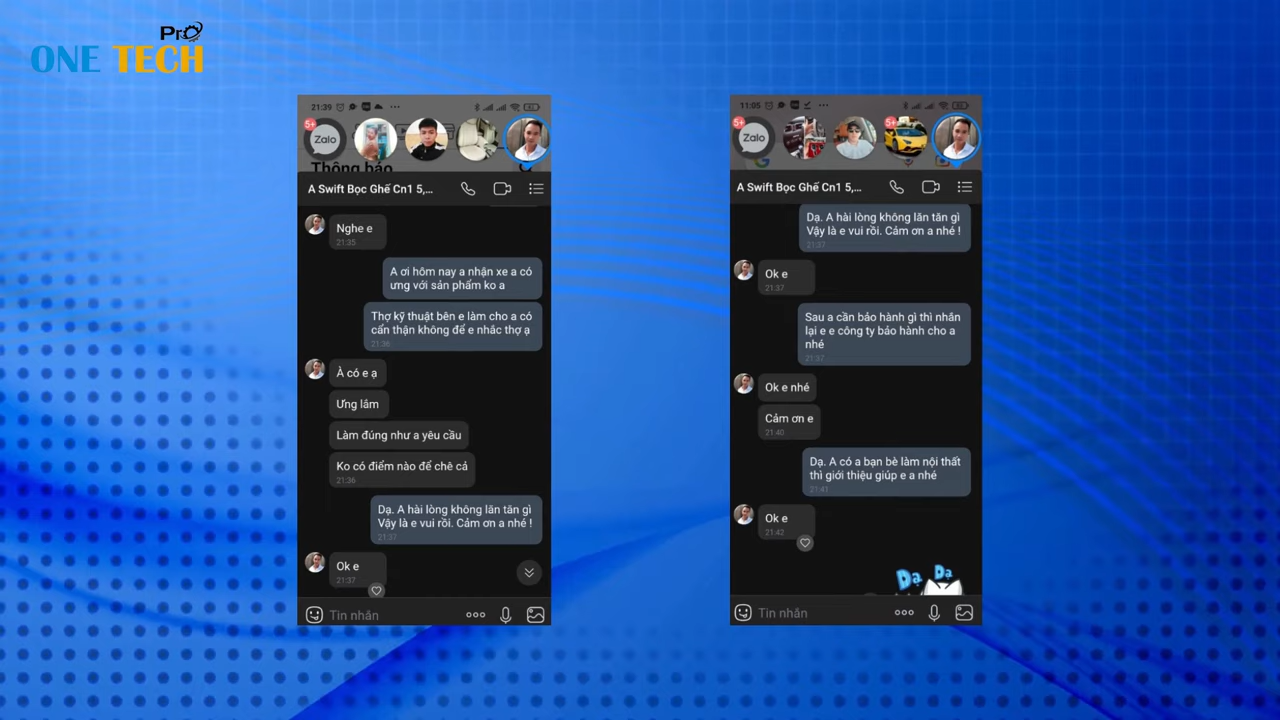 Pro
ONE TECH
21:39
5+
Zalo
Thông báo
A Swift Bọc Ghế Cn1 5,...
Nghe e
21:35
A ơi hôm nay a nhận xe a có
ưng với sản phẩm ko a
Thợ kỹ thuật bên e làm cho a có
cẩn thận không để e nhắc thợ ạ
21:36
À có e ạ
Ưng lắm
Làm đúng như a yêu cầu
Ko có điểm nào để chê cả
21:36
Dạ. A hài lòng không lăn tăn gì
Vậy là e vui rồi. Cảm ơn a nhé !
21:37
Ok e
21:37
Tin nhắn
11:05
5+
Zalo
5+
A Swift Bọc Ghế Cn1 5,...
Dạ. A hài lòng không lăn tăn gì
Vậy là e vui rồi. Cảm ơn a nhé !
21:37
Ok e
21:37
Sau a cần bảo hành gì thì nhắn
lại e e công ty bảo hành cho a
nhé
21:37
Ok e nhé
Cảm ơn e
21:40
Dạ. A có a bạn bè làm nội thất
thì giới thiệu giúp e a nhé
21:41
Ok e
21:42
Dạ Dạ
Tin nhắn